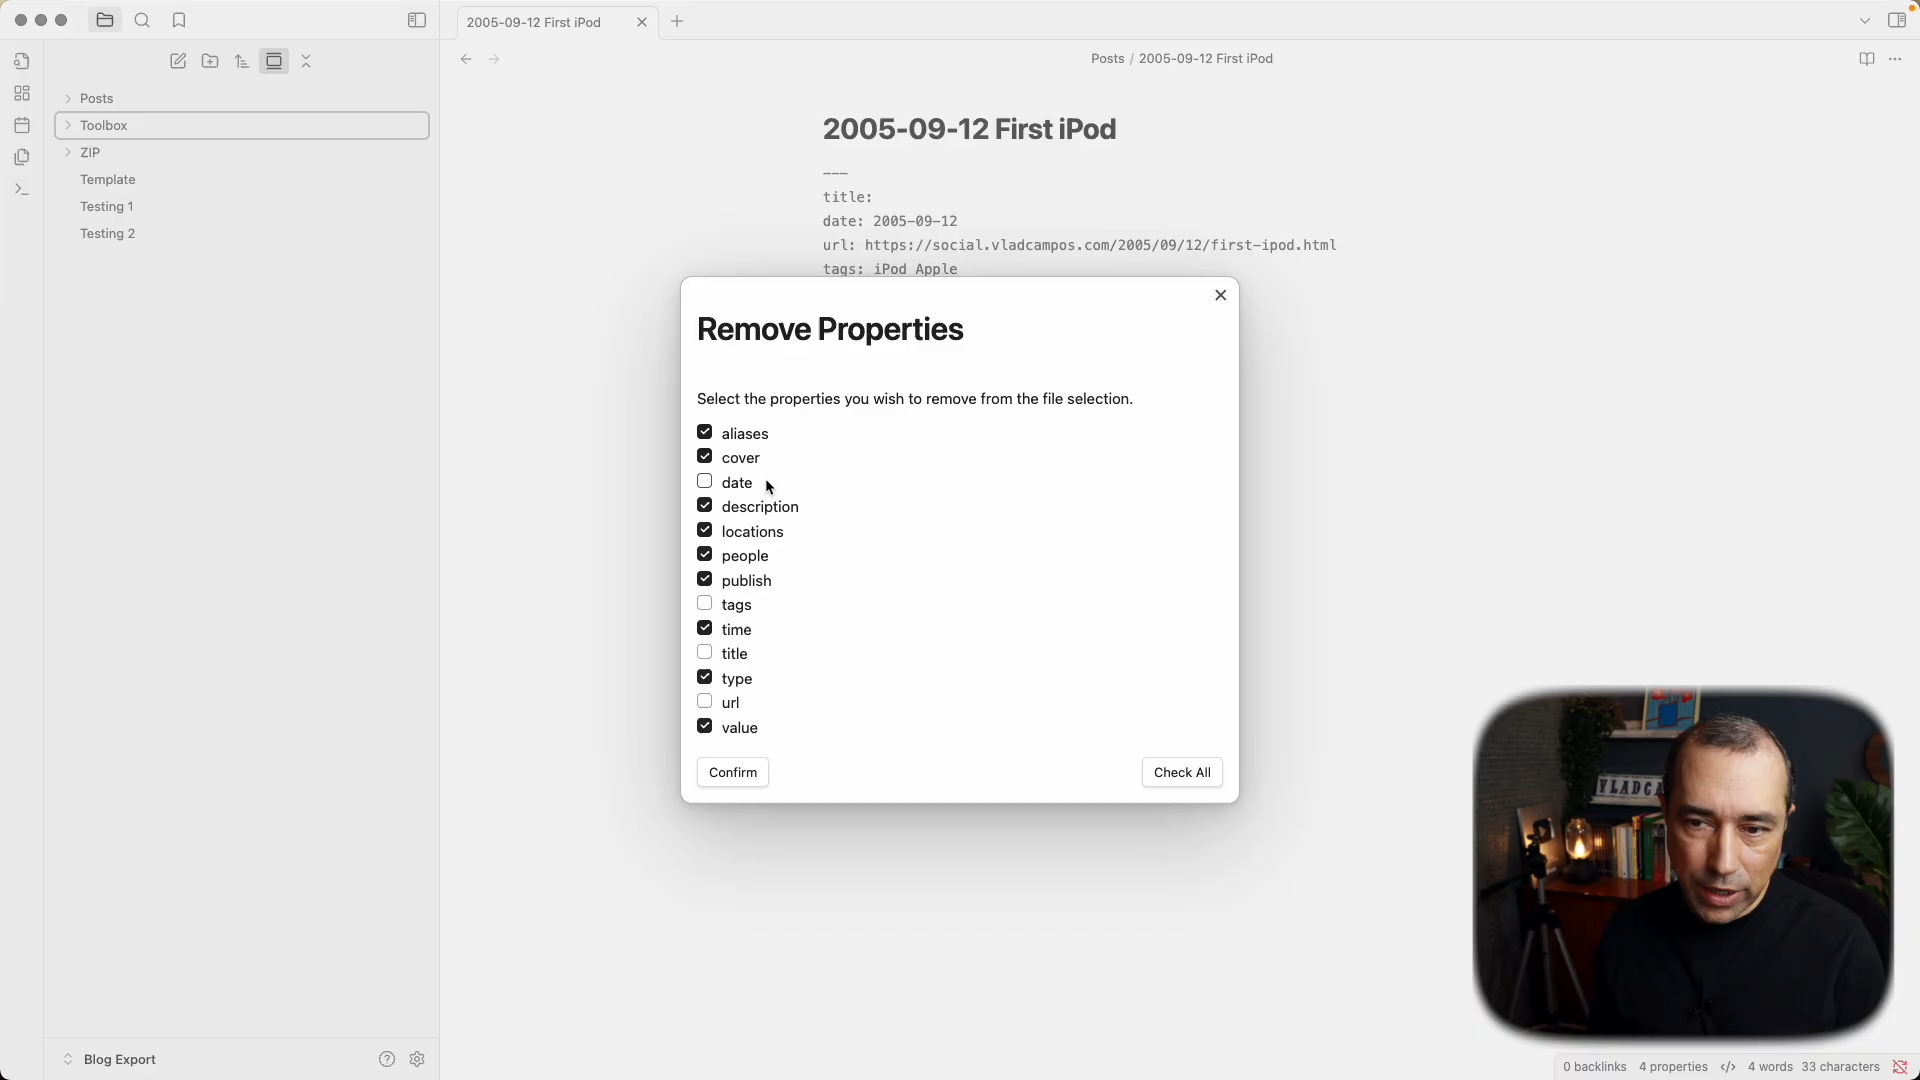 2005-09-12 First iPod
Posts / 2005-09-12 First iPod
Posts
Toolbox
ZIP
Template
Testing 1
Testing 2
2005-09-12 First iPod
---
title:
date: 2005-09-12
url: https://social.vladcampos.com/2005/09/12/first-ipod.html
tags: iPod Apple
Remove Properties
Select the properties you wish to remove from the file selection.
aliases
cover
date
description
locations
people
publish
tags
time
title
type
url
value
Confirm
Check All
VLADCA
Blog Export
0 backlinks 4 properties </> 4 words 33 characters